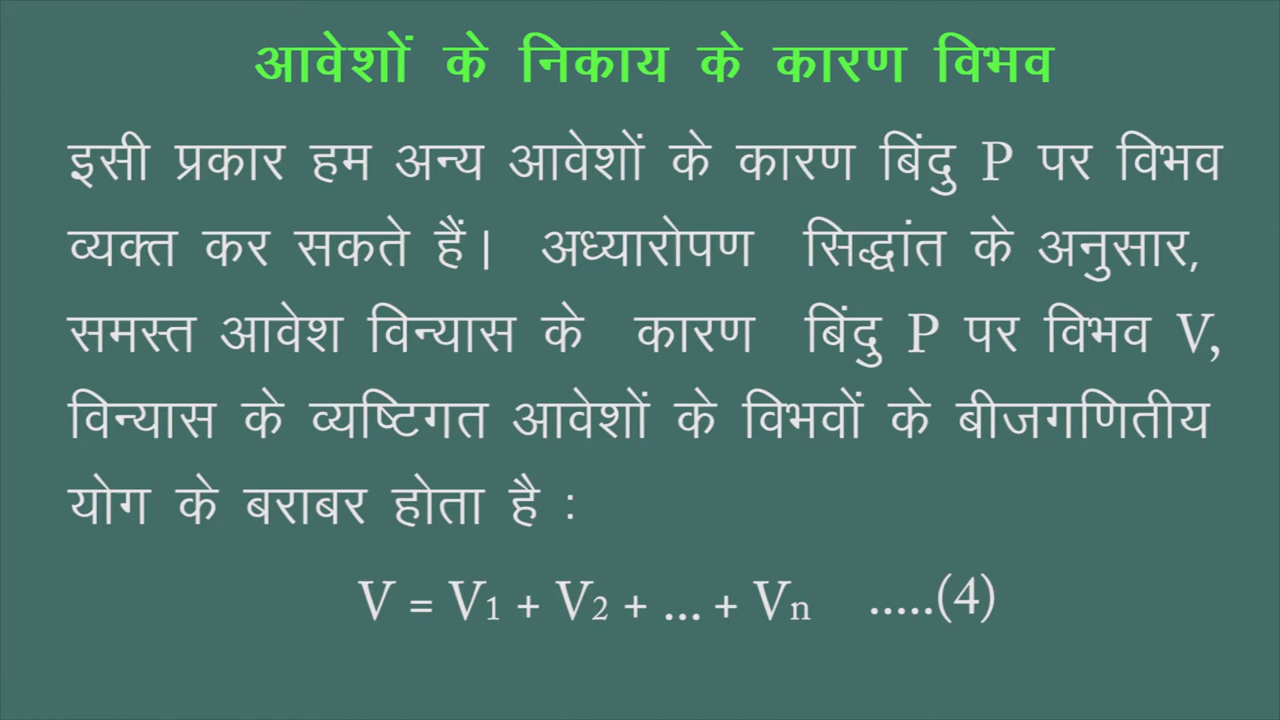 आवेशों के निकाय के कारण विभव
इसी प्रकार हम अन्य आवेशों के कारण बिंदु P पर विभव
व्यक्त कर सकते हैं। अध्यारोपण सिद्धांत के अनुसार,
समस्त आवेश विन्यास के कारण बिंदु P पर विभव V,
विन्यास के व्यष्टिगत आवेशों के विभवों के बीजगणितीय
योग के बराबर होता है :
V = V1 + V2 + ... + Vn .....(4)